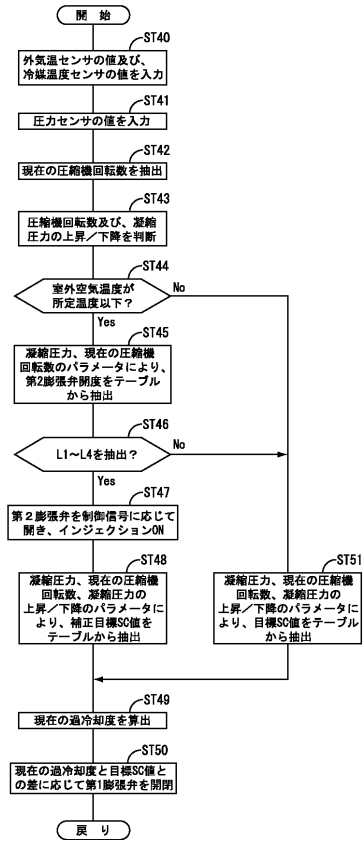 開 始
ST40
外気温センサの値及び、
冷媒温度センサの値を入力
ST41
圧力センサの値を入力
ST42
現在の圧縮機回転数を抽出
ST43
圧縮機回転数及び、凝縮
圧力の上昇／下降を判断
ST44
室外空気温度が
所定温度以下？
No
Yes
ST45
凝縮圧力、現在の圧縮機
回転数のパラメータにより、
第2膨張弁開度をテーブル
から抽出
ST46
L1～L4を抽出？
No
Yes
ST47
第２膨張弁を制御信号に応じて
開き、インジェクションON
ST48
凝縮圧力、現在の圧縮機
回転数、凝縮圧力の
上昇／下降のパラメータに
より、補正目標SC値を
テーブルから抽出
ST51
凝縮圧力、現在の圧縮機
回転数、凝縮圧力の
上昇／下降のパラメータに
より、目標SC値をテーブル
から抽出
ST49
現在の過冷却度を算出
ST50
現在の過冷却度と目標SC値と
の差に応じて第1膨張弁を開閉
戻 り